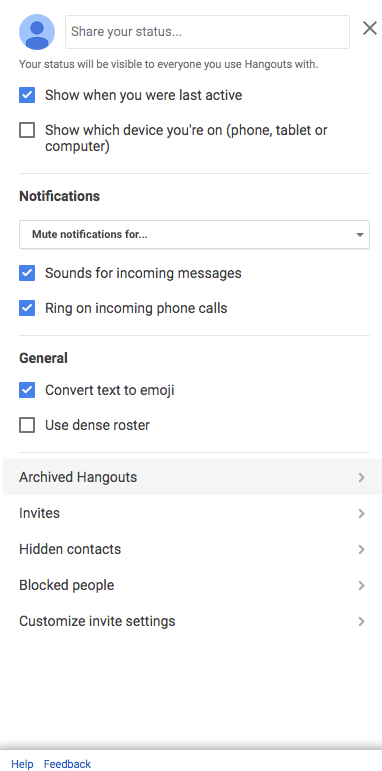 Share your status...
Your status will be visible to everyone you use Hangouts with.
Show when you were last active
Show which device you're on (phone, tablet or
computer)
Notifications
Mute notifications for...
Sounds for incoming messages
Ring on incoming phone calls
General
Convert text to emoji
Use dense roster
Archived Hangouts
Invites
Hidden contacts
Blocked people
Customize invite settings
Help Feedback